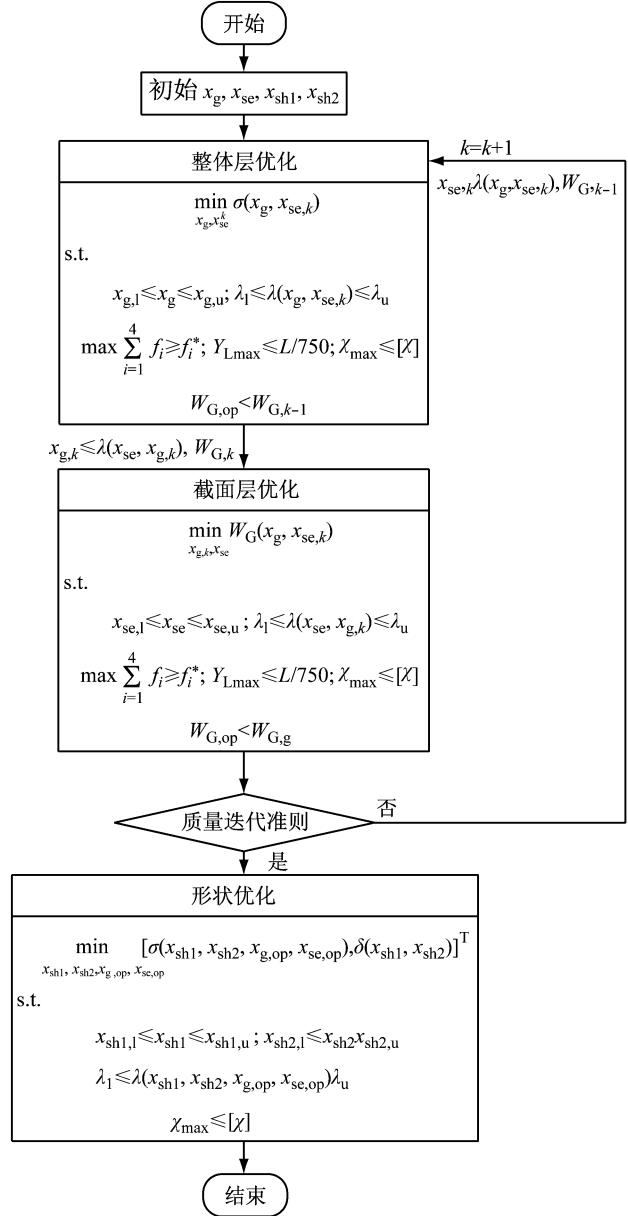 开始
初始 x_g, x_se, x_sh1, x_sh2
整体层优化
k=k+1
x_se,kλ(x_g,x_se,k),W_G,k-1
min σ(x_g, x_se,k)
x_g,x_se^k
s.t.
x_g,l≤x_g≤x_g,u; λ_l≤λ(x_g, x_se,k)≤λ_u
max ∑_{i=1}^{4} f_i≥f_i^*; Y_Lmax≤L/750; χ_max≤[χ]
W_G,op<W_G,k-1
x_g,k≤λ(x_se, x_g,k), W_G,k
截面层优化
min W_G(x_g, x_se,k)
x_g,k,x_se
s.t.
x_se,l≤x_se≤x_se,u; λ_l≤λ(x_se, x_g,k)≤λ_u
max ∑_{i=1}^{4} f_i≥f_i^*; Y_Lmax≤L/750; χ_max≤[χ]
W_G,op<W_G,g
质量迭代准则
否
是
形状优化
min [σ(x_sh1, x_sh2, x_g,op, x_se,op),δ(x_sh1, x_sh2)]^T
x_sh1, x_sh2,x_g,op, x_se,op
s.t.
x_sh1,l≤x_sh1≤x_sh1,u; x_sh2,l≤x_sh2x_sh2,u
λ_1≤λ(x_sh1, x_sh2, x_g,op, x_se,op)λ_u
χ_max≤[χ]
结束